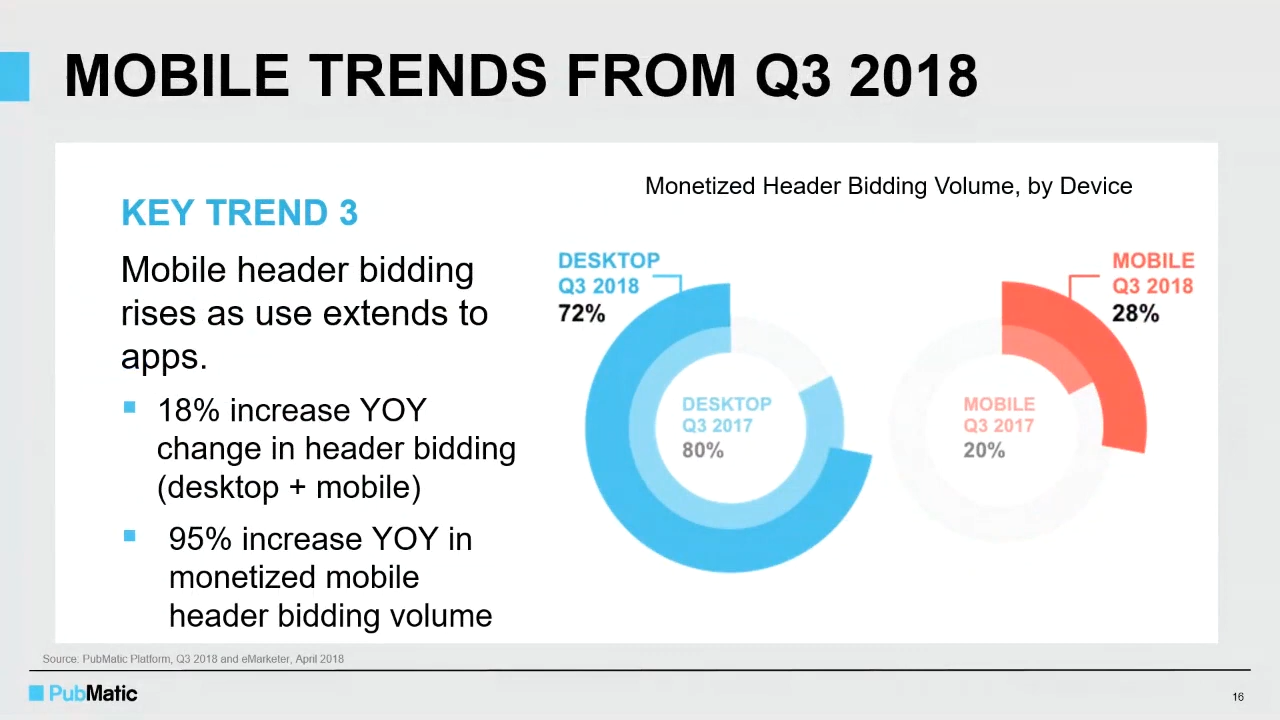 MOBILE TRENDS FROM Q3 2018
KEY TREND 3
Mobile header bidding
rises as use extends to
apps.
18% increase YOY
change in header bidding
(desktop + mobile)
95% increase YOY in
monetized mobile
header bidding volume
Monetized Header Bidding Volume, by Device
DESKTOP
Q3 2018
72%
DESKTOP
Q3 2017
80%
MOBILE
Q3 2018
28%
MOBILE
Q3 2017
20%
Source: PubMatic Platform, Q3 2018 and eMarketer, April 2018
PubMatic
16